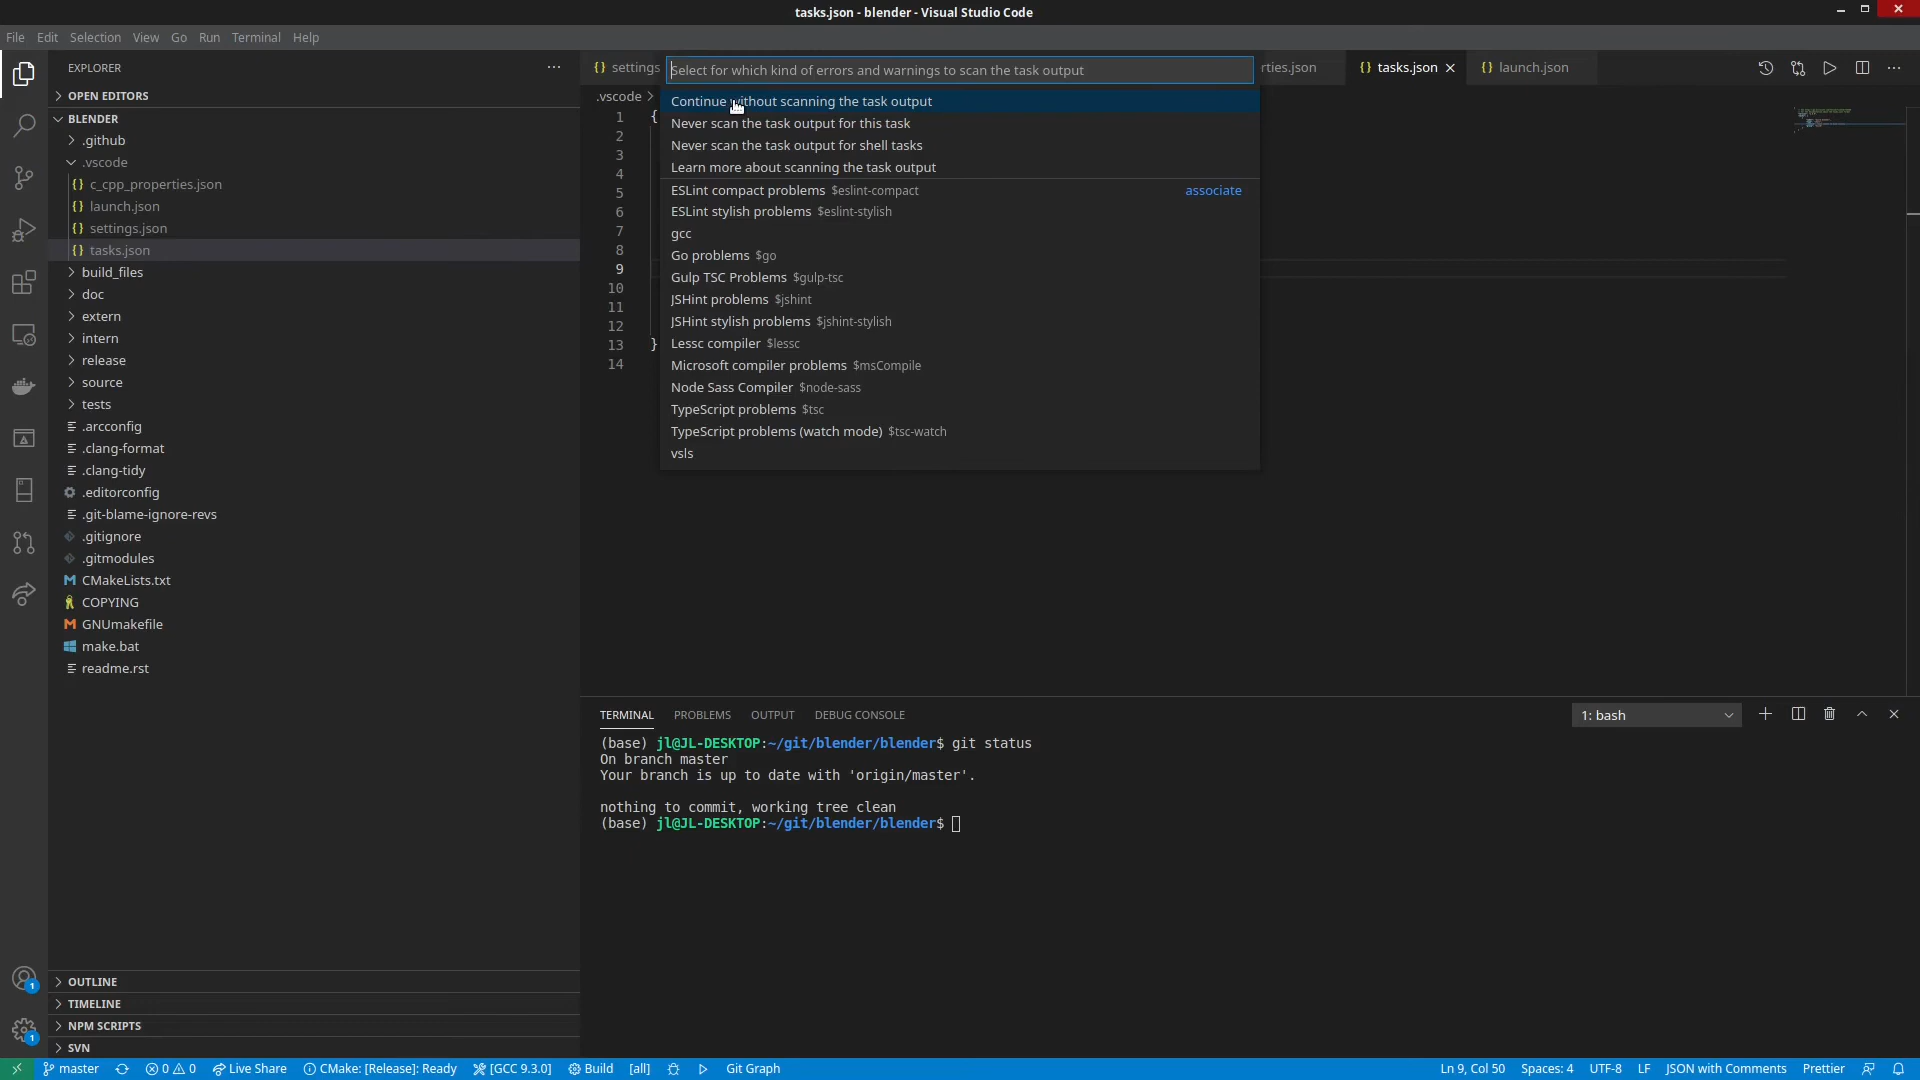 tasks.json - blender - Visual Studio Code
File Edit Selection View Go Run Terminal Help
EXPLORER
OPEN EDITORS
BLENDER
.github
.vscode
c_cpp_properties.json
launch.json
settings.json
tasks.json
build_files
doc
extern
intern
release
source
tests
.arcconfig
.clang-format
.clang-tidy
.editorconfig
.git-blame-ignore-revs
.gitignore
.gitmodules
CMakeLists.txt
COPYING
GNUmakefile
make.bat
readme.rst
OUTLINE
TIMELINE
NPM SCRIPTS
SVN
settings
rties.json
tasks.json
launch.json
.vscode
Select for which kind of errors and warnings to scan the task output
Continue without scanning the task output
Never scan the task output for this task
Never scan the task output for shell tasks
Learn more about scanning the task output
ESLint compact problems $eslint-compact associate
ESLint stylish problems $eslint-stylish
gcc
Go problems $go
Gulp TSC Problems $gulp-tsc
JSHint problems $jshint
JSHint stylish problems $jshint-stylish
Lessc compiler $lessc
Microsoft compiler problems $msCompile
Node Sass Compiler $node-sass
TypeScript problems $tsc
TypeScript problems (watch mode) $tsc-watch
vsls
1 {
2
3
4
5
6
7
8
9
10
11
12
13 }
14
TERMINAL PROBLEMS OUTPUT DEBUG CONSOLE
1: bash
(base) jl@JL-DESKTOP:~/git/blender/blender$ git status
On branch master
Your branch is up to date with 'origin/master'.
nothing to commit, working tree clean
(base) jl@JL-DESKTOP:~/git/blender/blender$
1
1
master 0 0 Live Share CMake: [Release]: Ready [GCC 9.3.0] Build [all] Git Graph Ln 9, Col 50 Spaces: 4 UTF-8 LF JSON with Comments Prettier